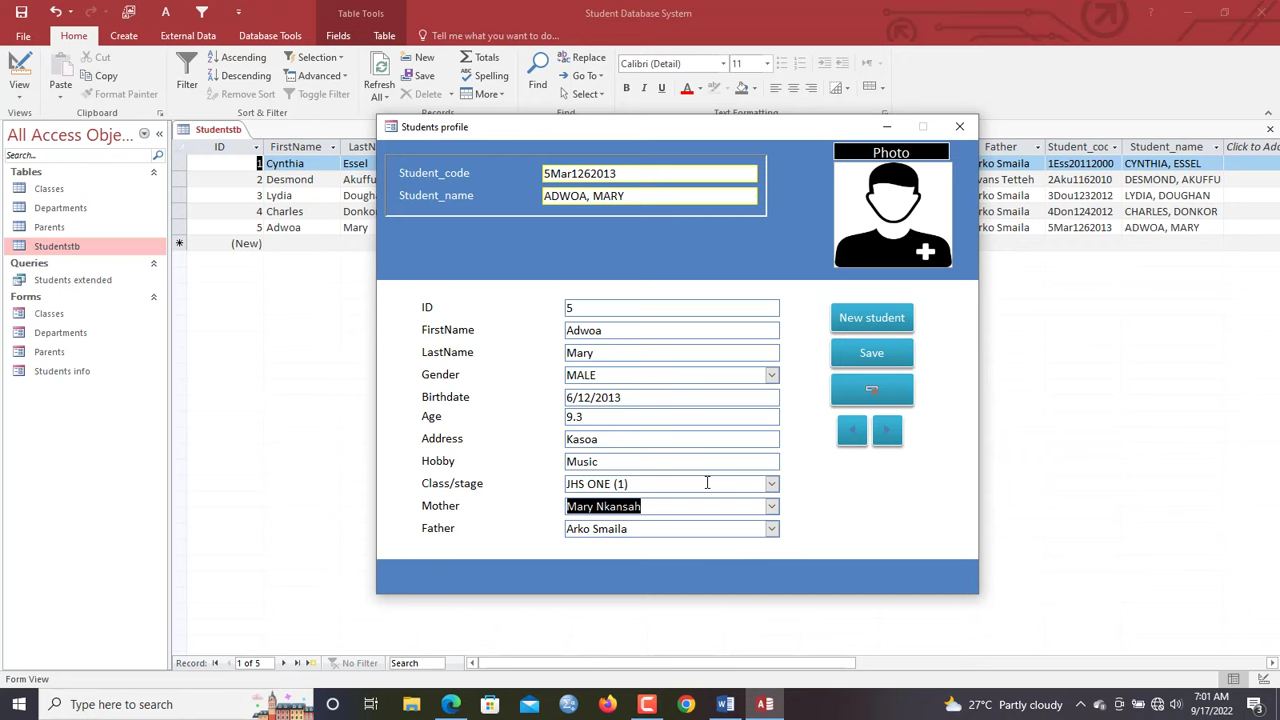 Table Tools
Student Database System
File
Home
Create
External Data
Database Tools
Fields
Table
Tell me what you want to do...
View
Paste
Cut
Copy
Format Painter
Clipboard
Filter
Ascending
Descending
Remove Sort
Selection
Advanced
Toggle Filter
Sort & Filter
Refresh
All
New
Save
Delete
Totals
Spelling
More
Records
Find
Replace
Go To
Select
Calibri (Detail)
11
B I U
Text Formatting
All Access Obje...
Search...
Tables
Classes
Departments
Parents
Studentstb
Queries
Students extended
Forms
Classes
Departments
Parents
Students info
Studentstb
ID FirstName LastN
1 Cynthia Essel
2 Desmond Akuffu
3 Lydia Dougha
4 Charles Donkor
5 Adwoa Mary
(New)
Father Student_coc Student_name Click to Add
rko Smaila 1Ess20112000 CYNTHIA, ESSEL
vans Tetteh 2Aku11612010 DESMOND, AKUFFU
rko Smaila 3Dou1232012 LYDIA, DOUGHAN
rko Smaila 4Don1242012 CHARLES, DONKOR
rko Smaila 5Mar1262013 ADWOA, MARY
Students profile
Student_code 5Mar1262013
Student_name ADWOA, MARY
Photo
ID 5
FirstName Adwoa
LastName Mary
Gender MALE
Birthdate 6/12/2013
Age 9.3
Address Kasoa
Hobby Music
Class/stage JHS ONE (1)
Mother Mary Nkansah
Father Arko Smaila
New student
Save
Record: 1 of 5 No Filter Search
Form View
Type here to search
27°C Partly cloudy
7:01 AM
9/17/2022